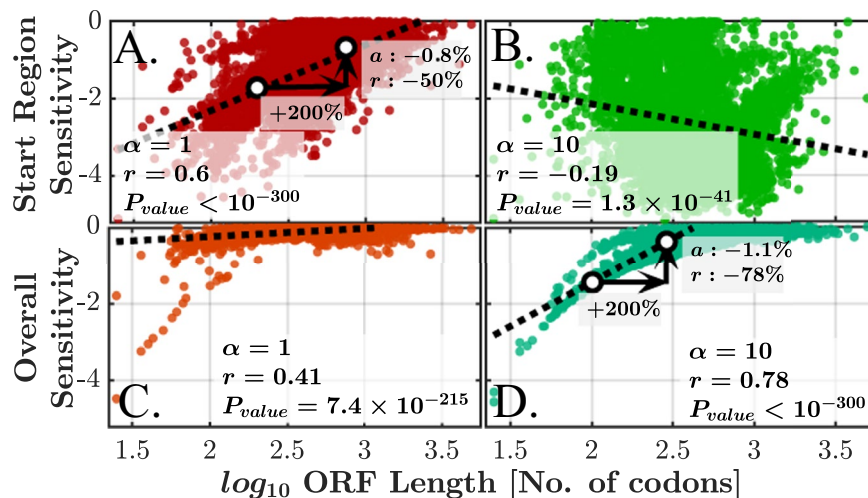 Start Region
Sensitivity
0
-2
-4
0
A.
a : −0.8%
r : −50%
+200%
α = 1
r = 0.6
P_value < 10^−300
B.
α = 10
r = −0.19
P_value = 1.3 × 10^−41
Overall
Sensitivity
-2
-4
C.
α = 1
r = 0.41
P_value = 7.4 × 10^−215
D.
a : −1.1%
r : −78%
+200%
α = 10
r = 0.78
P_value < 10^−300
1.5 2 2.5 3 1.5 2 2.5 3 3.5
log₁₀ ORF Length [No. of codons]